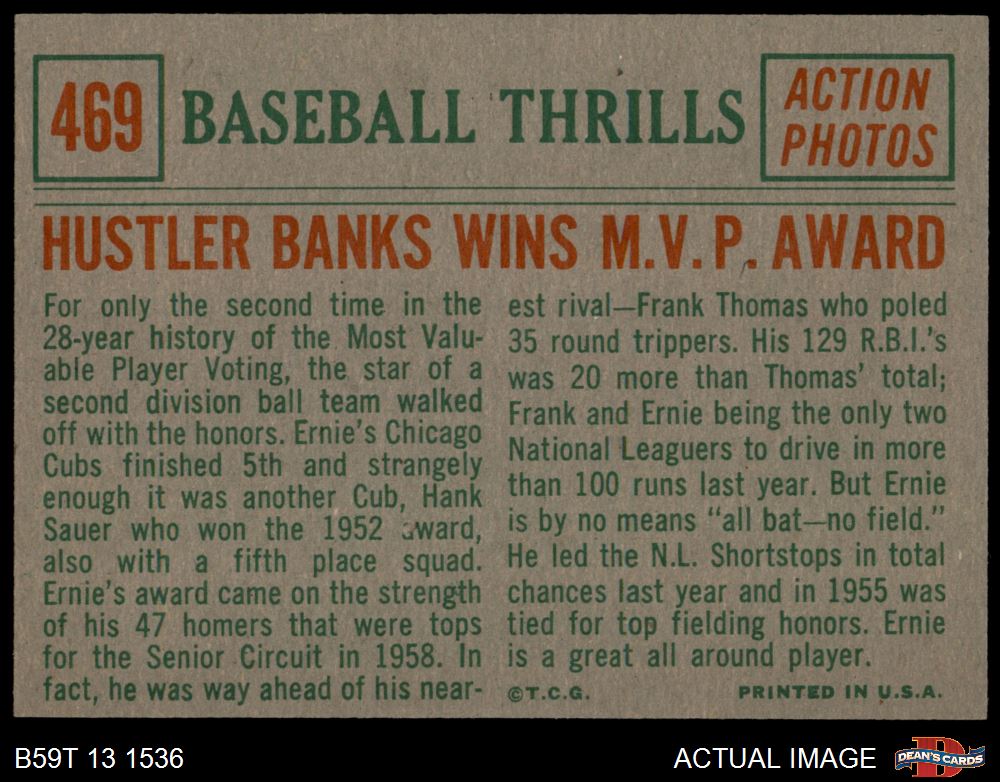 469
BASEBALL THRILLS
ACTION
PHOTOS
HUSTLER BANKS WINS M.V.P. AWARD
For only the second time in the
28-year history of the Most Valu-
able Player Voting, the star of a
second division ball team walked
off with the honors. Ernie's Chicago
Cubs finished 5th and strangely
enough it was another Cub, Hank
Sauer who won the 1952 award,
also with a fifth place squad.
Ernie's award came on the strength
of his 47 homers that were tops
for the Senior Circuit in 1958. In
fact, he was way ahead of his near-
est rival—Frank Thomas who poled
35 round trippers. His 129 R.B.I.'s
was 20 more than Thomas' total;
Frank and Ernie being the only two
National Leaguers to drive in more
than 100 runs last year. But Ernie
is by no means "all bat—no field."
He led the N.L. Shortstops in total
chances last year and in 1955 was
tied for top fielding honors. Ernie
is a great all around player.
©T.C.G.
PRINTED IN U.S.A.
B59T 13 1536
ACTUAL IMAGE
D
DEAN'S CARDS